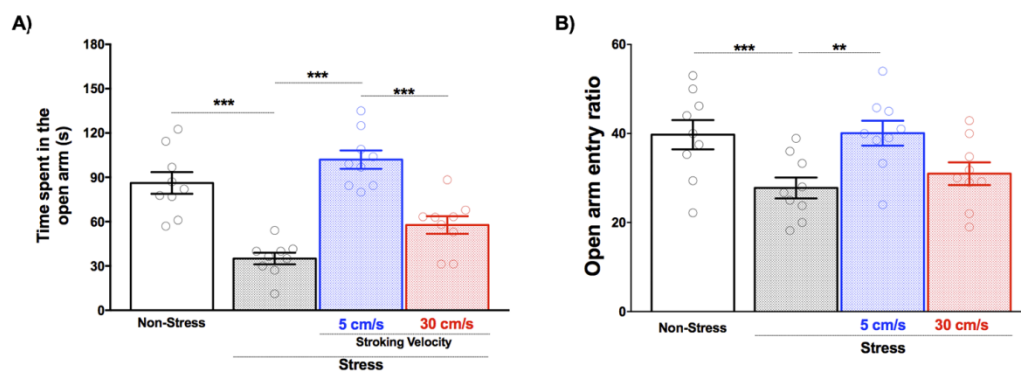 A)
Time spent in the
open arm (s)
180
150
120
90
60
30
0
***
***
***
Non-Stress
5 cm/s
30 cm/s
Stroking Velocity
Stress
B)
Open arm entry ratio
60
40
20
0
***
**
Non-Stress
5 cm/s
30 cm/s
Stress